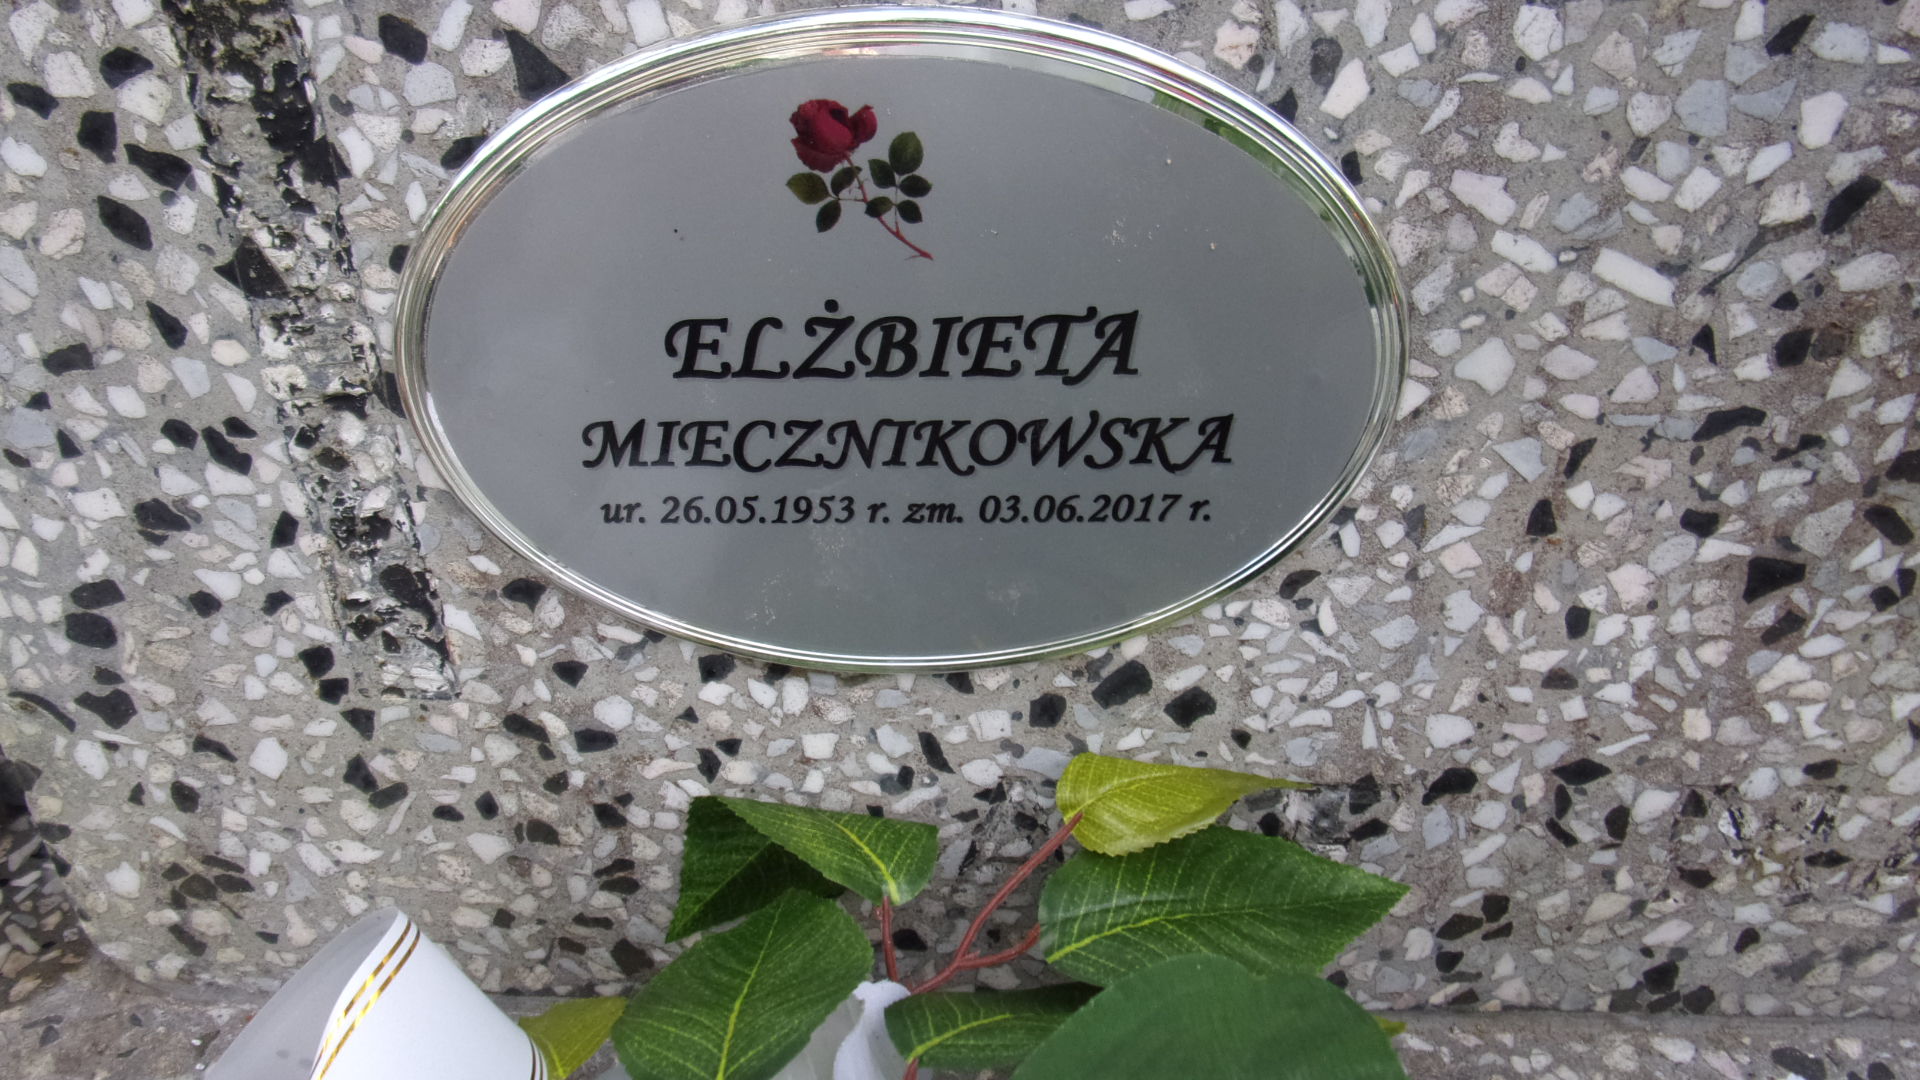 ELŻBIETA
MIECZNIKOWSKA
ur. 26.05.1953 r. zm. 03.06.2017 r.